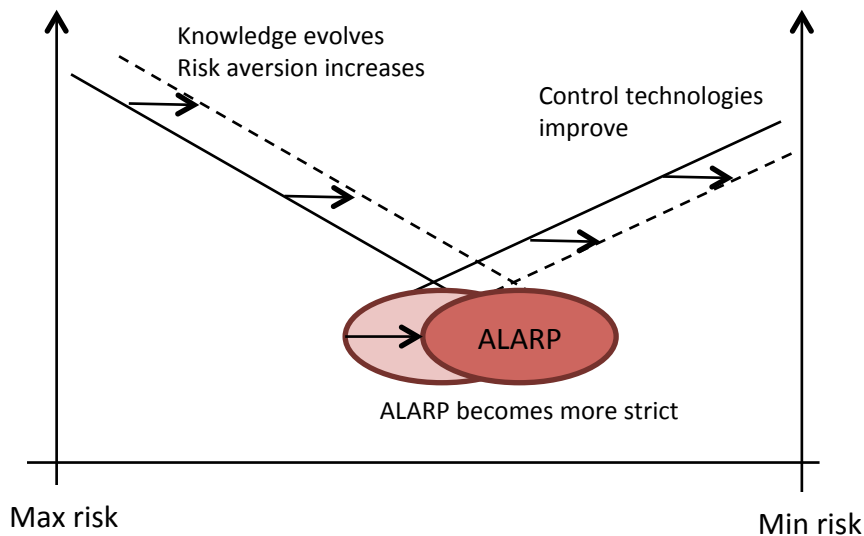 Knowledge evolves
Risk aversion increases
Control technologies
improve
ALARP
ALARP becomes more strict
Max risk
Min risk